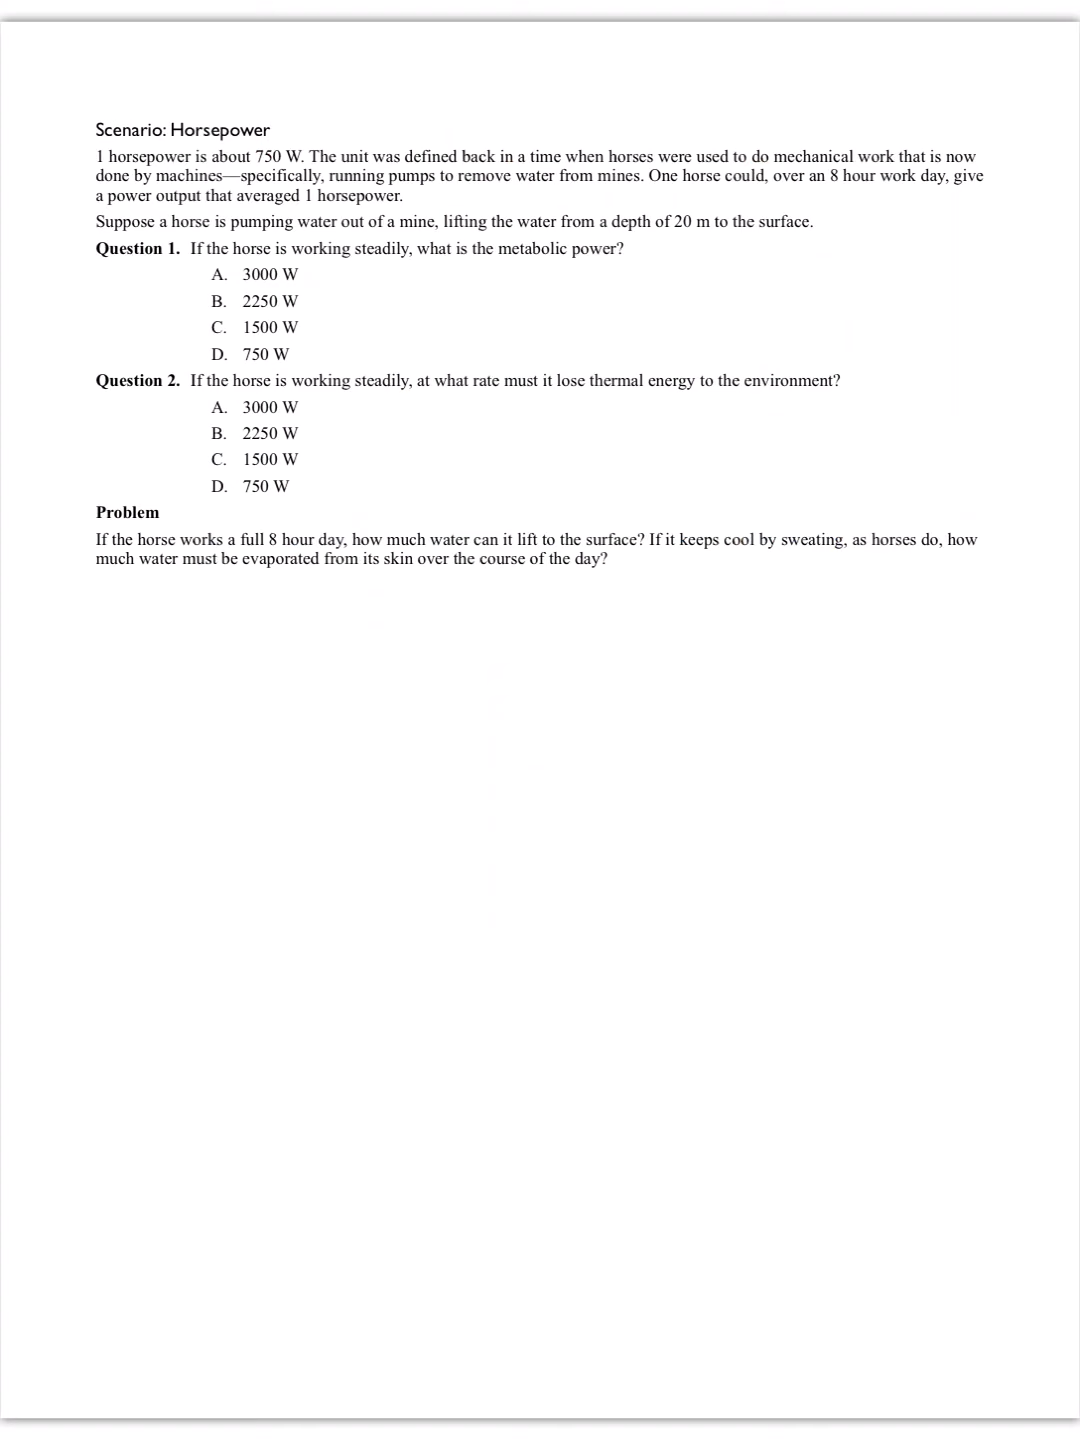 Scenario: Horsepower
1 horsepower is about 750 W. The unit was defined back in a time when horses were used to do mechanical work that is now
done by machines—specifically, running pumps to remove water from mines. One horse could, over an 8 hour work day, give
a power output that averaged 1 horsepower.
Suppose a horse is pumping water out of a mine, lifting the water from a depth of 20 m to the surface.
Question 1. If the horse is working steadily, what is the metabolic power?
A. 3000 W
B. 2250 W
C. 1500 W
D. 750 W
Question 2. If the horse is working steadily, at what rate must it lose thermal energy to the environment?
A. 3000 W
B. 2250 W
C. 1500 W
D. 750 W
Problem
If the horse works a full 8 hour day, how much water can it lift to the surface? If it keeps cool by sweating, as horses do, how
much water must be evaporated from its skin over the course of the day?